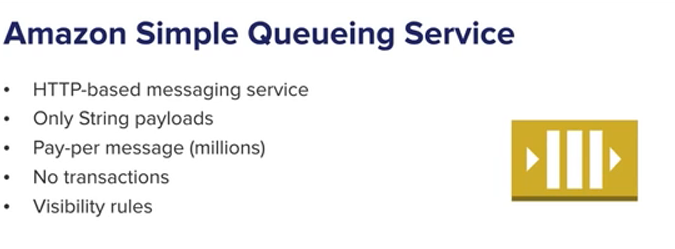 Amazon Simple Queueing Service
• HTTP-based messaging service
• Only String payloads
• Pay-per message (millions)
• No transactions
• Visibility rules